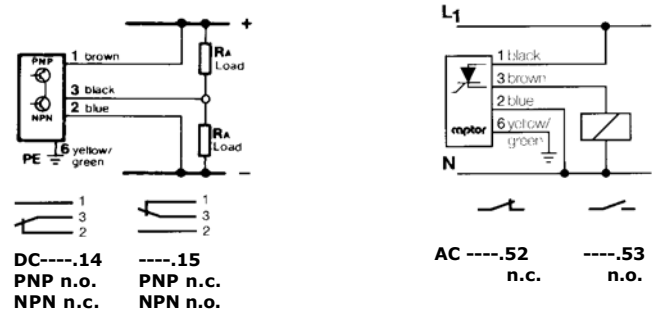 +
PNP
NPN
1 brown
3 black
2 blue
6 yellow/
green
PE
RA
Load
RA
Load
−
1
3
2
1
3
2
DC----.14
PNP n.o.
NPN n.c.
----.15
PNP n.c.
NPN n.o.
L1
1 black
3 brown
2 blue
6 yellow/
green
captor
N
AC ----.52
n.c.
----.53
n.o.